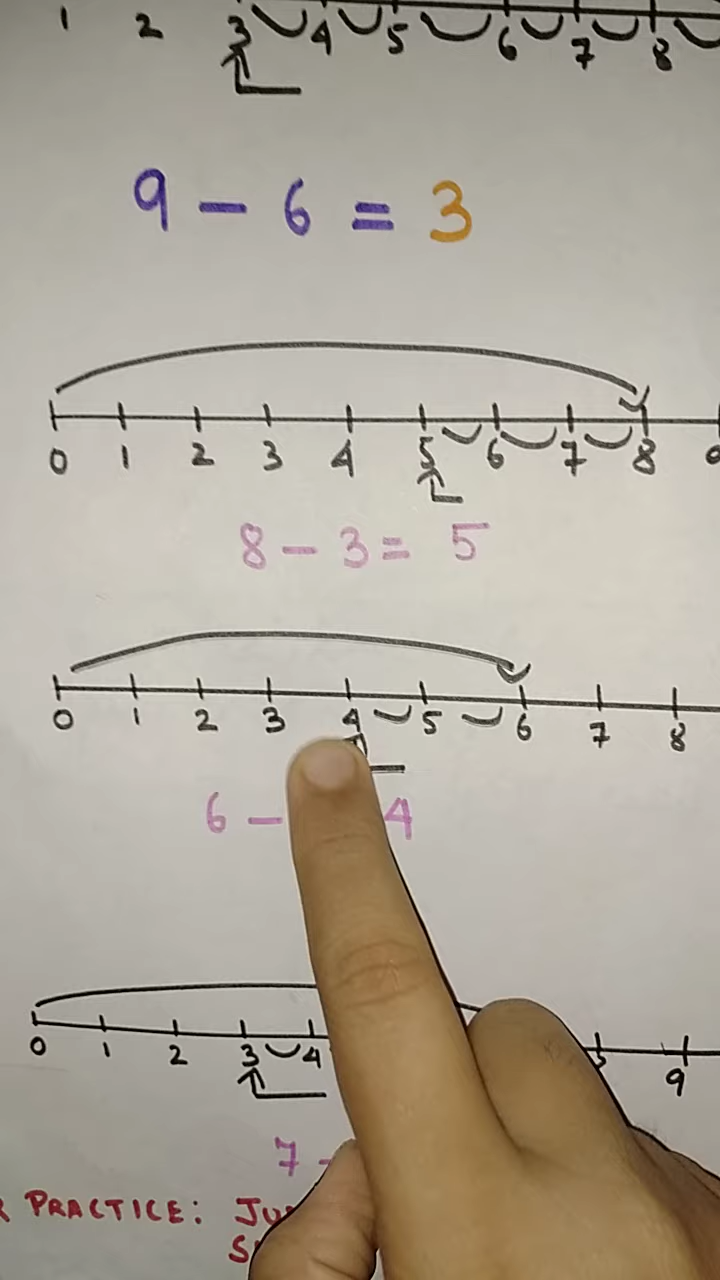 1 2 3 4 5 6 7 8
9 - 6 = 3
0 1 2 3 4 5 6 7 8
8 - 3 = 5
0 1 2 3 4 5 6 7 8
6 - 4
0 1 2 3 4 9
7 -
PRACTICE: